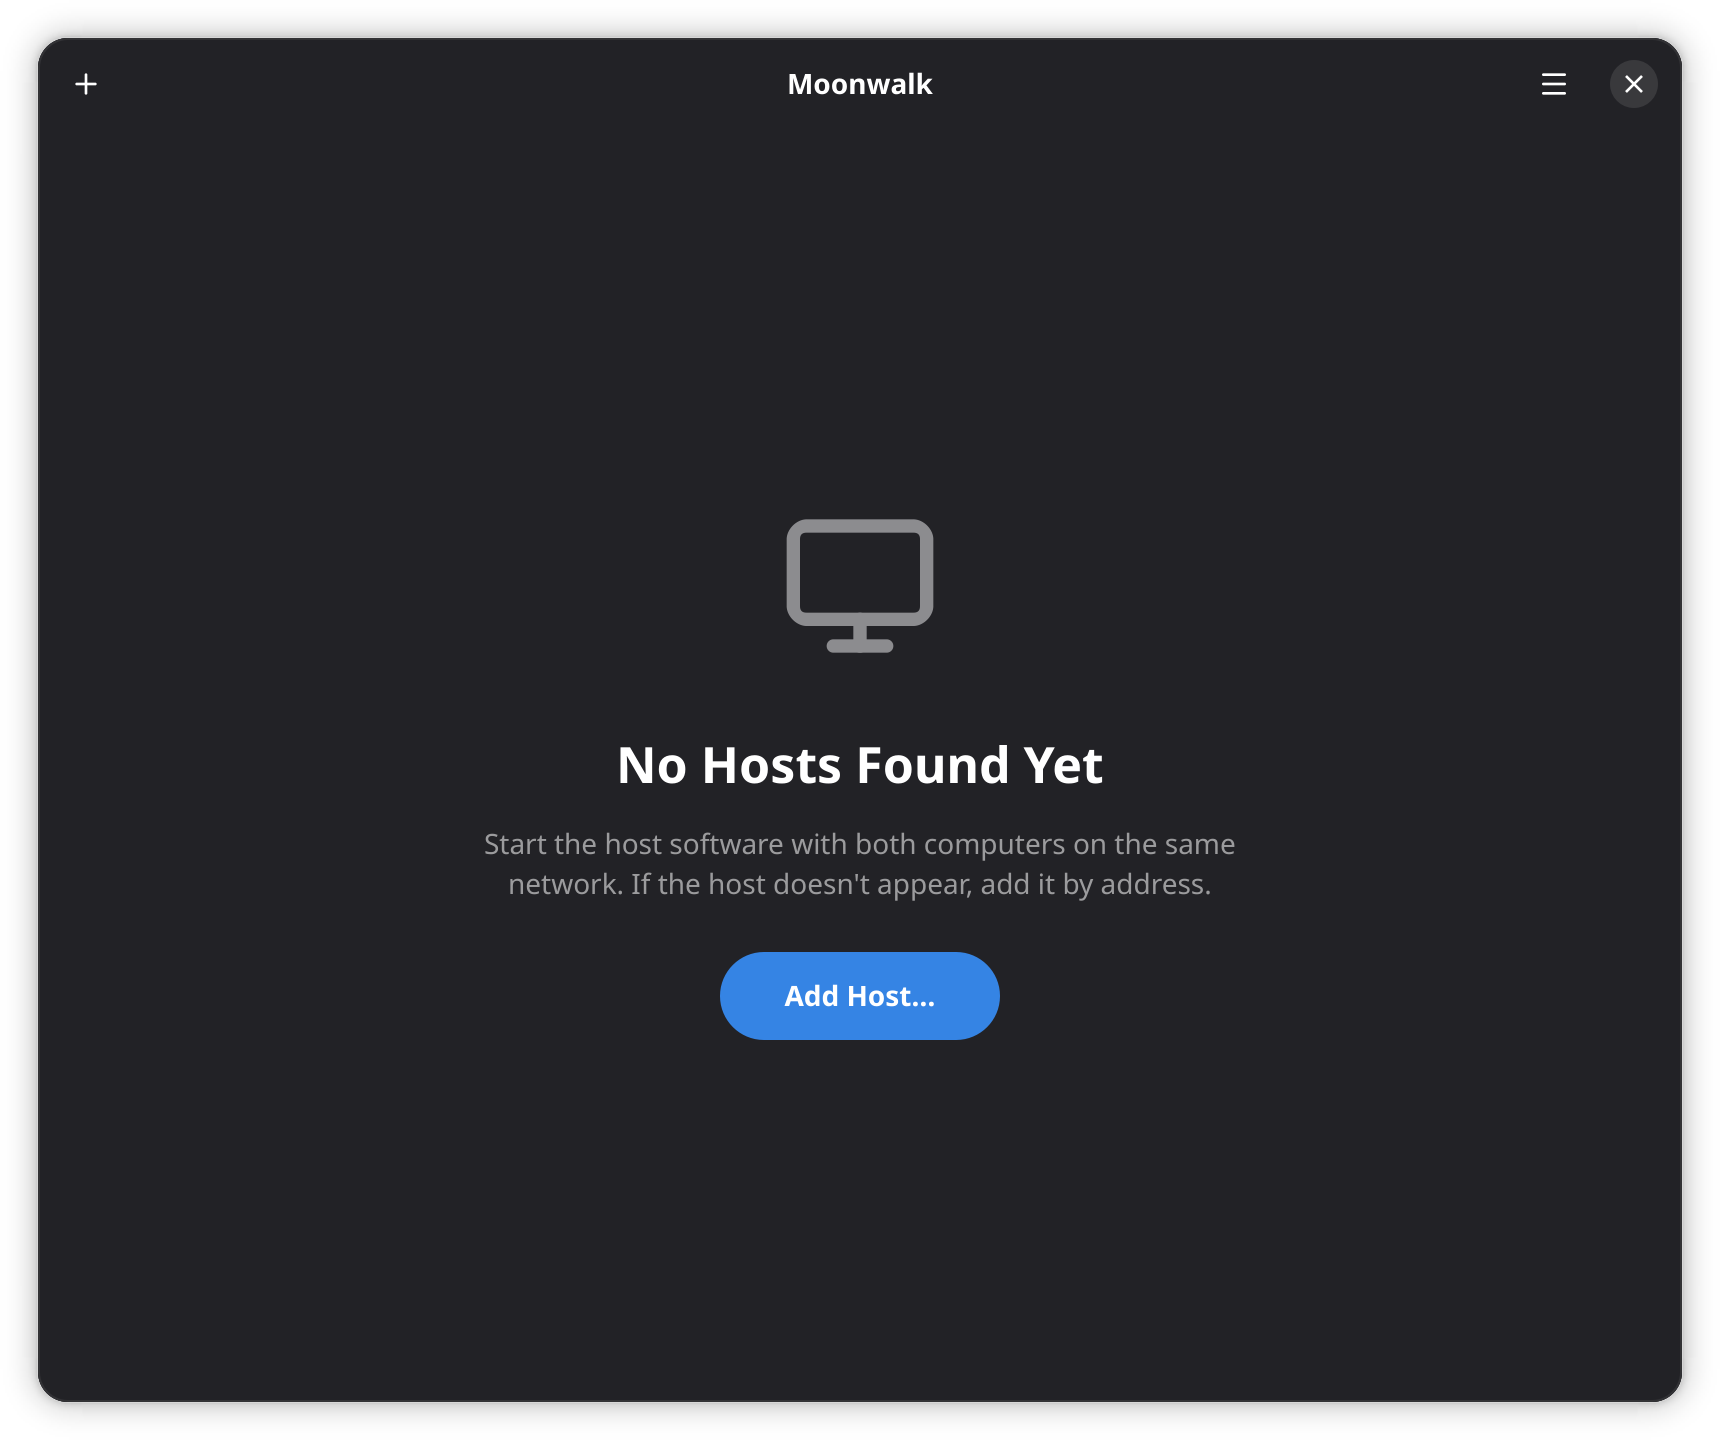 Moonwalk
No Hosts Found Yet
Start the host software with both computers on the same
network. If the host doesn't appear, add it by address.
Add Host...